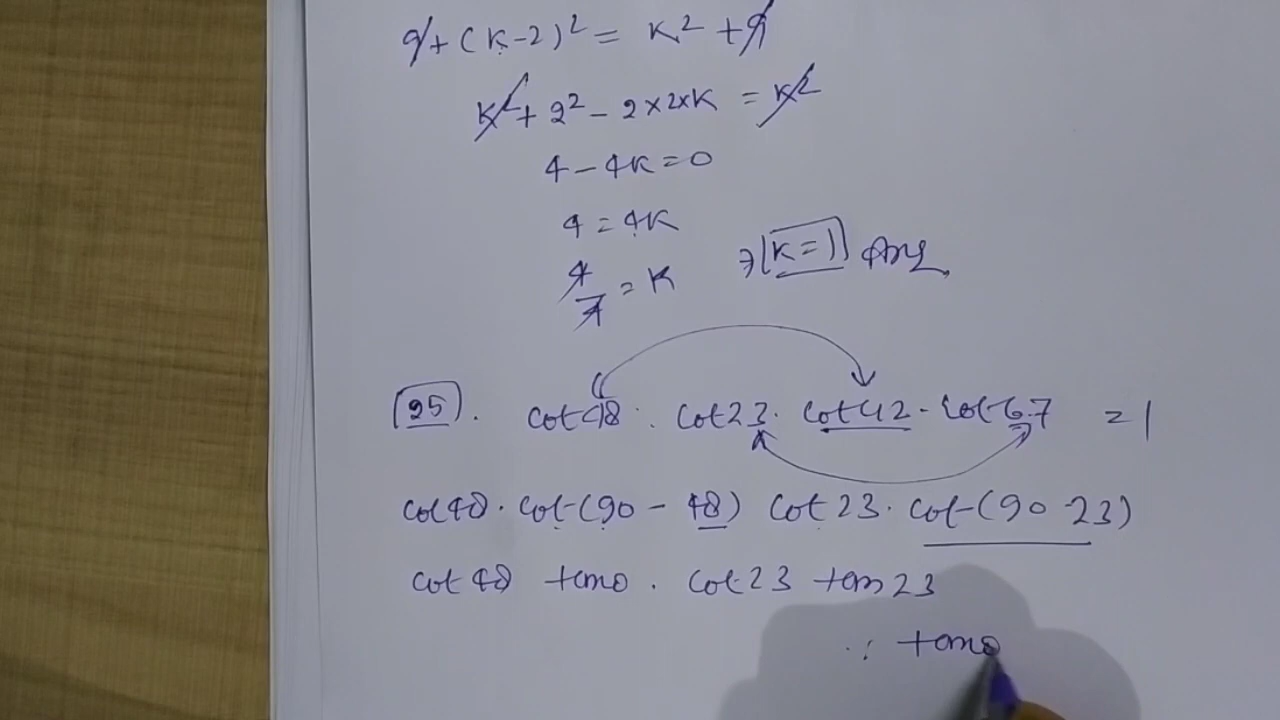 9+(K-2)² = K²+9
K²+2²-2×2×K = K²
4-4K=0
4=4K
4/4 = K ⇒ K=1 Ans
25. cot48 . cot23. cot42 . cot67 = 1
cot48. cot(90-48) cot23. cot(90 23)
cot48 tanθ . cot23 tan23
∵ tanθ